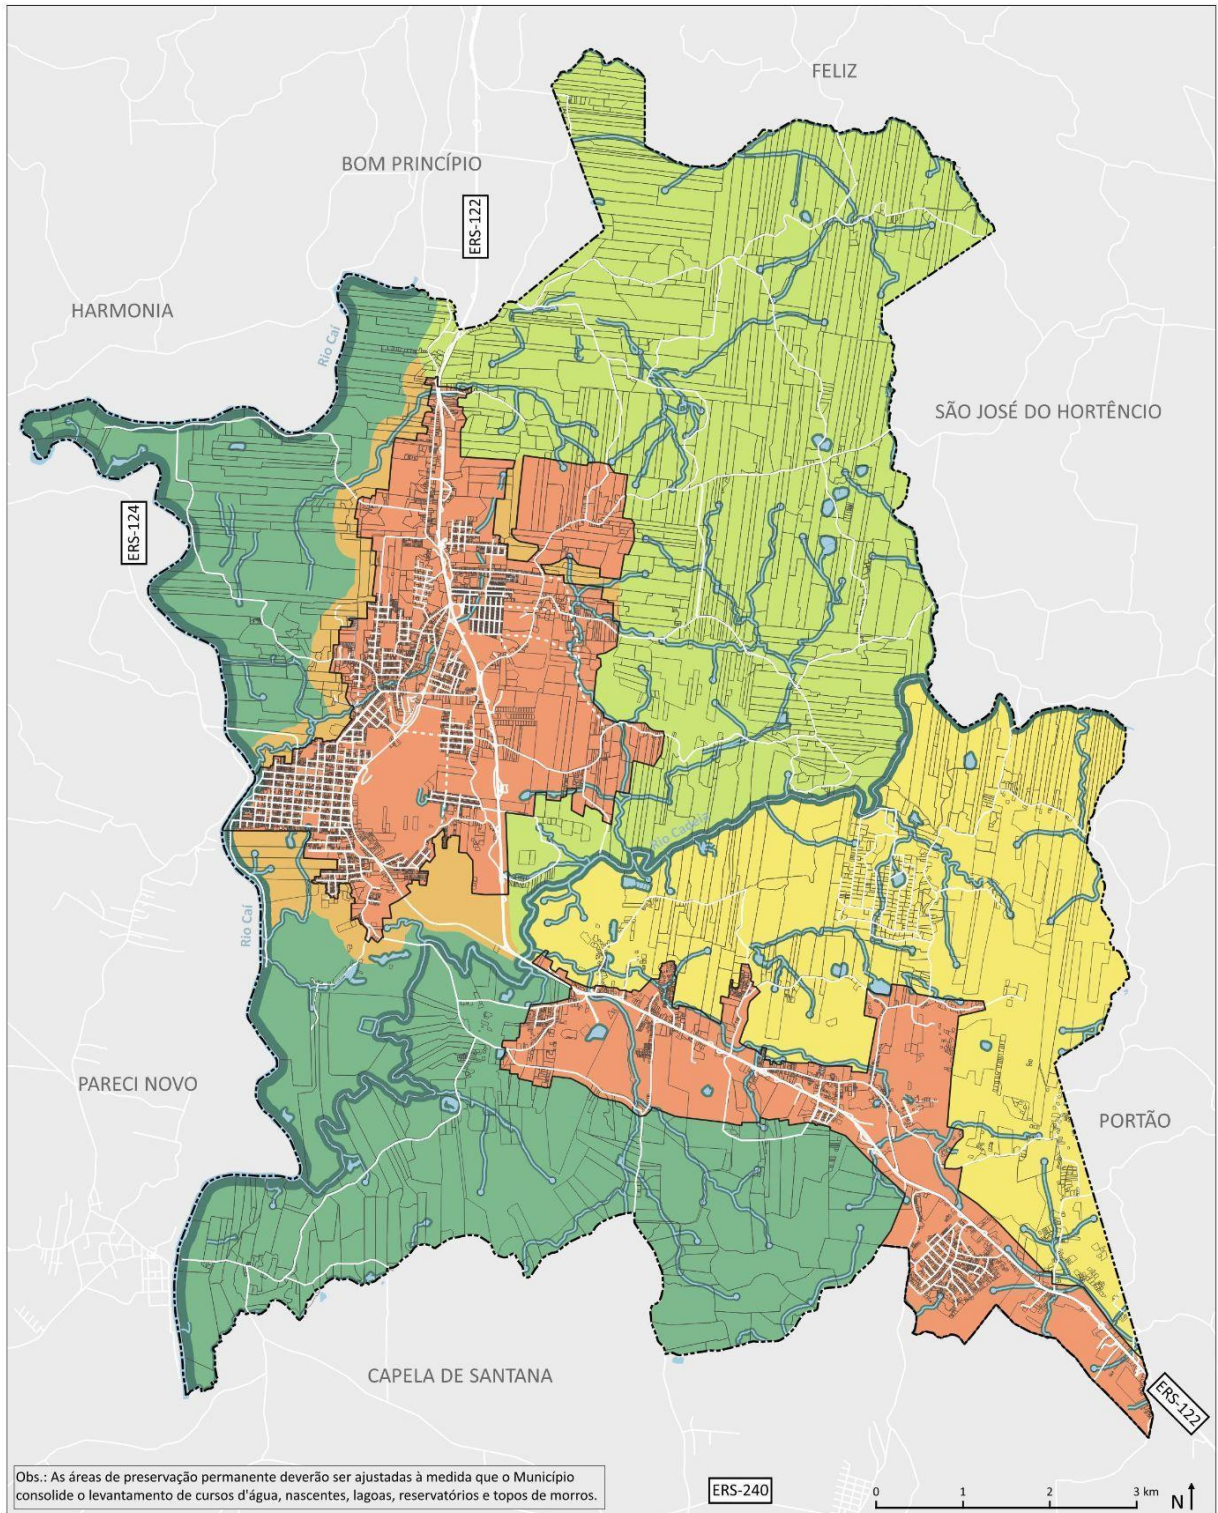 FELIZ
BOM PRINCÍPIO
ERS-122
HARMONIA
Rio Caí
SÃO JOSÉ DO HORTÊNCIO
ERS-124
Rio Cadeia
Rio Caí
PARECI NOVO
PORTÃO
CAPELA DE SANTANA
ERS-122
Obs.: As áreas de preservação permanente deverão ser ajustadas à medida que o Município
consolide o levantamento de cursos d'água, nascentes, lagoas, reservatórios e topos de morros.
ERS-240
0 1 2 3 km
N